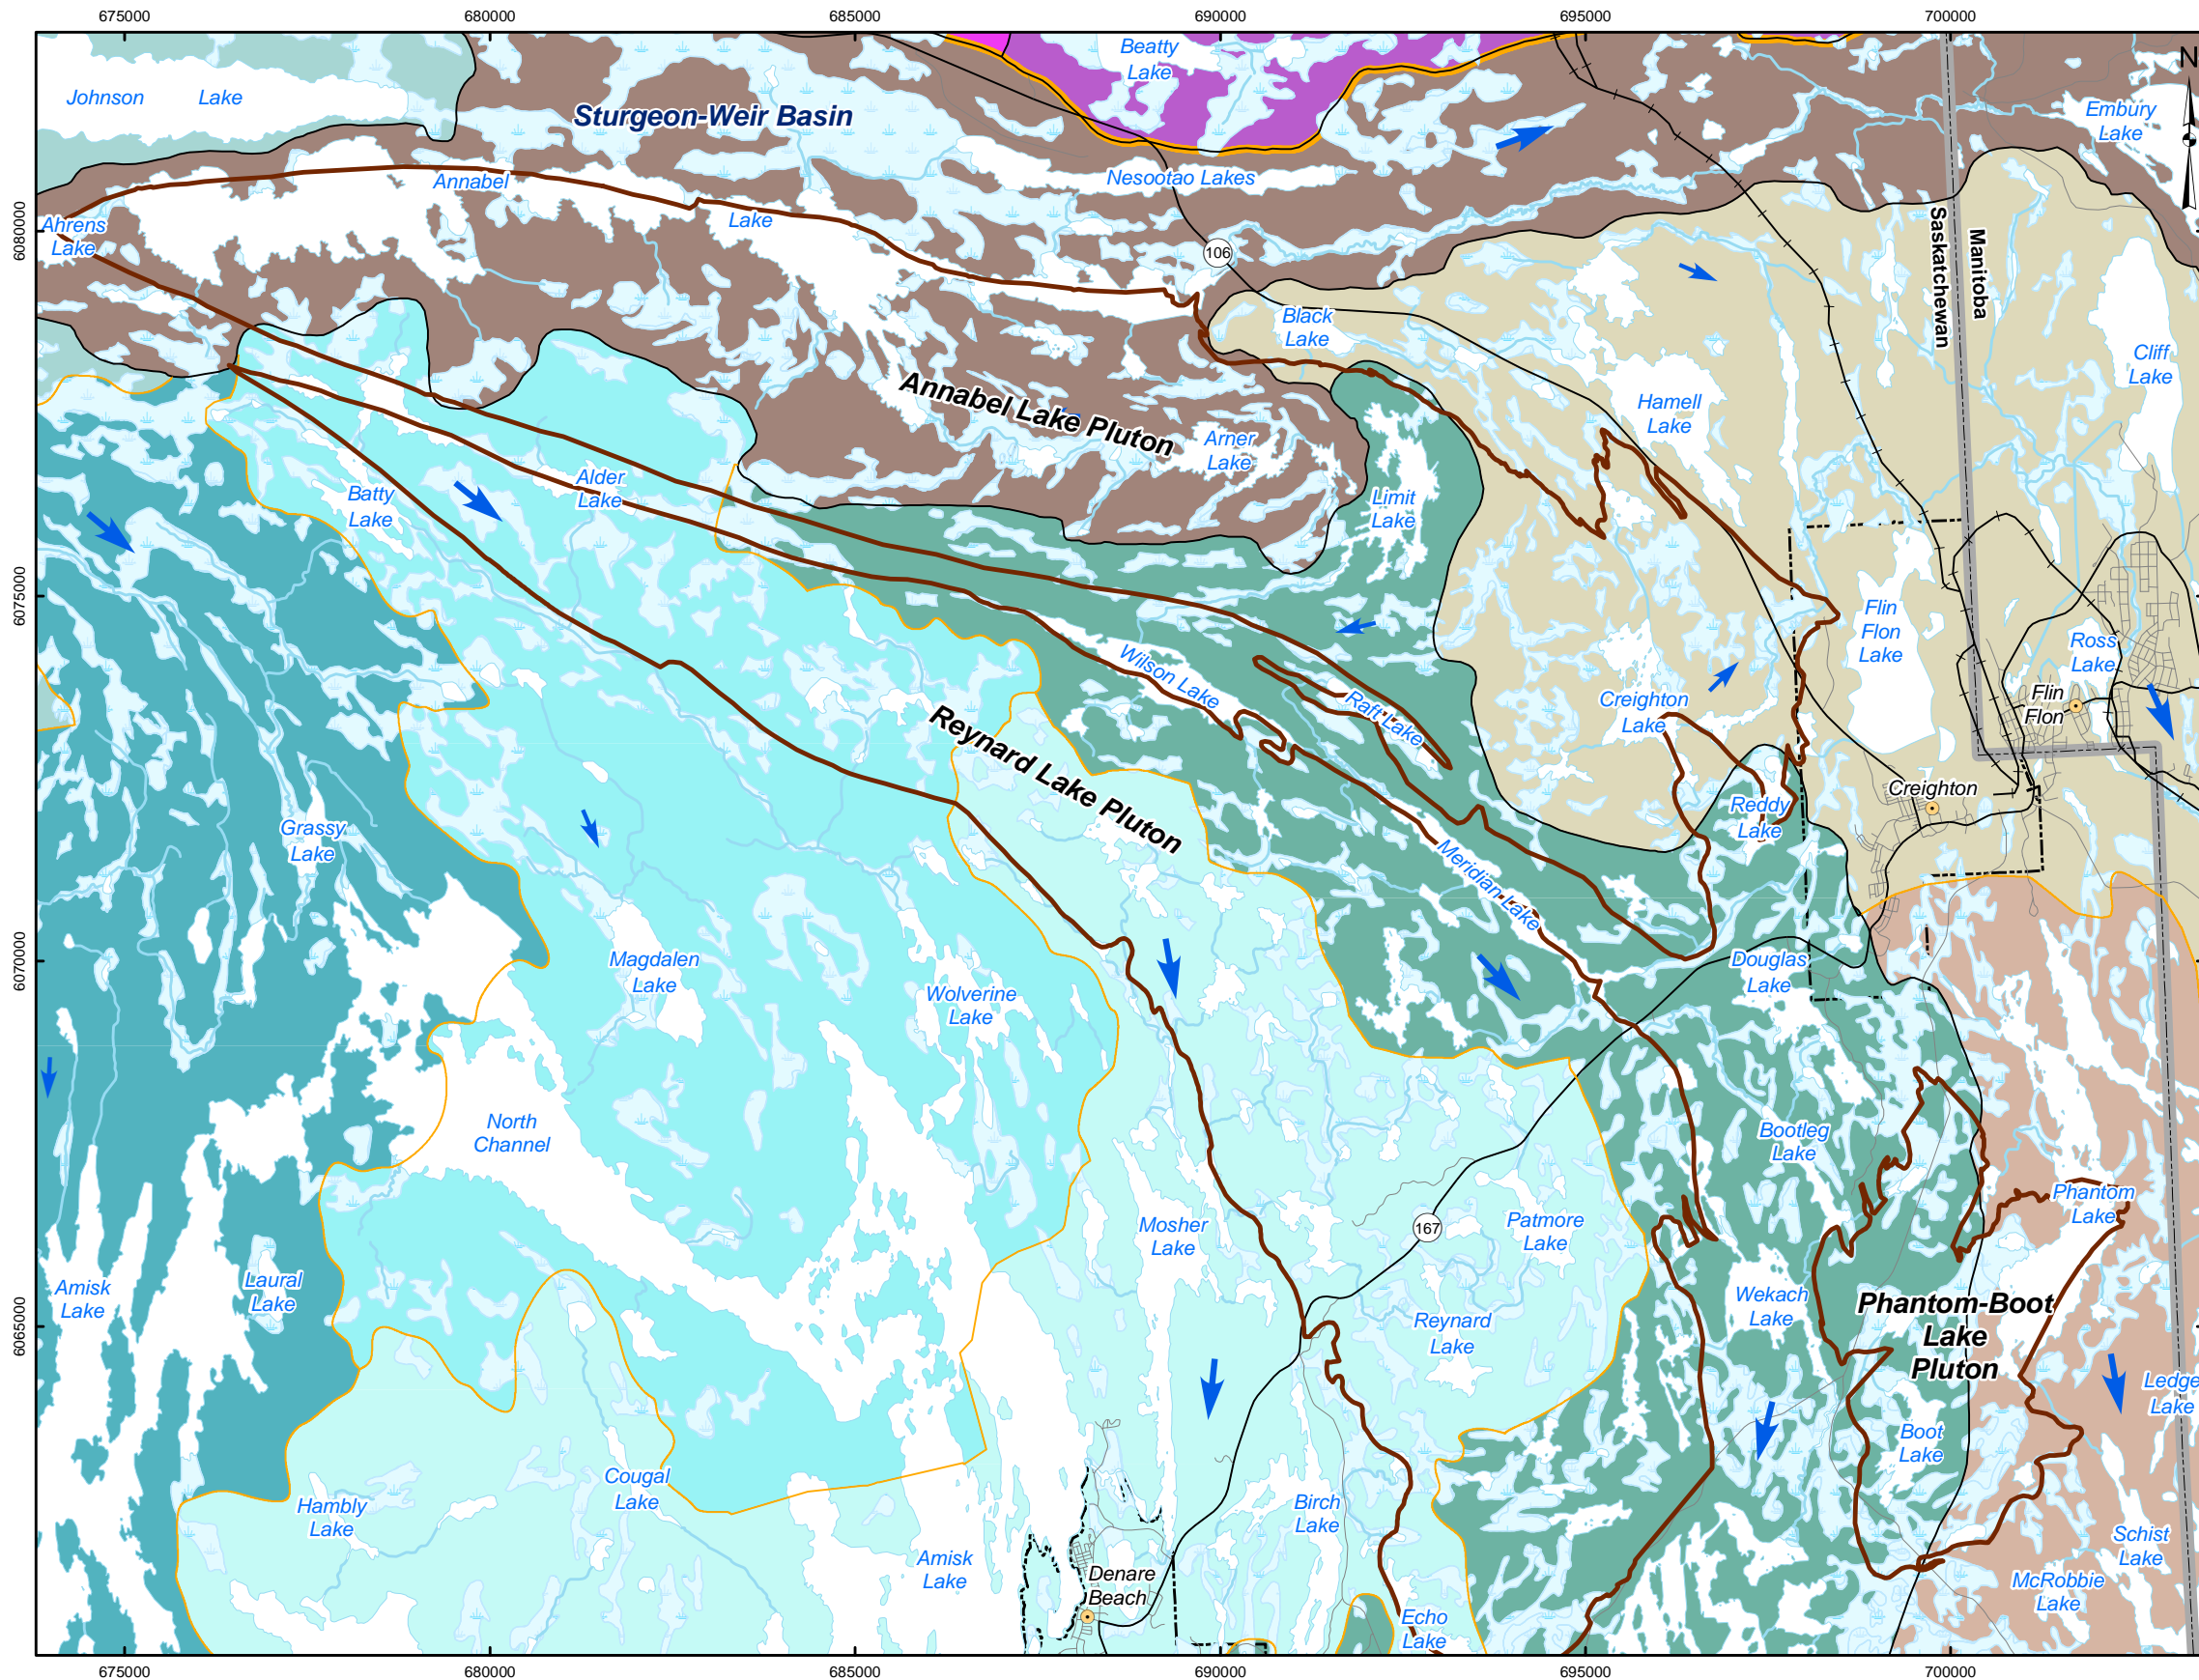 675000
680000
685000
690000
695000
700000
Beatty
Lake
N
Johnson Lake
Sturgeon-Weir Basin
Embury
Lake
Annabel
Nesootao Lakes
6080000
Ahrens
Lake
Lake
106
Saskatchewan
Manitoba
Black
Lake
Cliff
Lake
Annabel Lake Pluton
Hamell
Lake
Arner
Lake
Alder
Lake
Batty
Lake
Limit
Lake
6075000
Flin
Flon
Lake
Ross
Lake
Wilson Lake
Raft Lake
Creighton
Lake
Flin
Flon
Reynard Lake Pluton
Creighton
Reddy
Lake
Grassy
Lake
Meridian Lake
6070000
Magdalen
Lake
Wolverine
Lake
Douglas
Lake
North
Channel
Bootleg
Lake
Phantom
Lake
Mosher
Lake
167
Patmore
Lake
6065000
Amisk
Lake
Laural
Lake
Wekach
Lake
Phantom-Boot
Lake
Pluton
Reynard
Lake
Ledge
Lake
Boot
Lake
Hambly
Lake
Cougal
Lake
Birch
Lake
Schist
Lake
Amisk
Lake
Denare
Beach
McRobbie
Lake
Echo
Lake
675000
680000
685000
690000
695000
700000